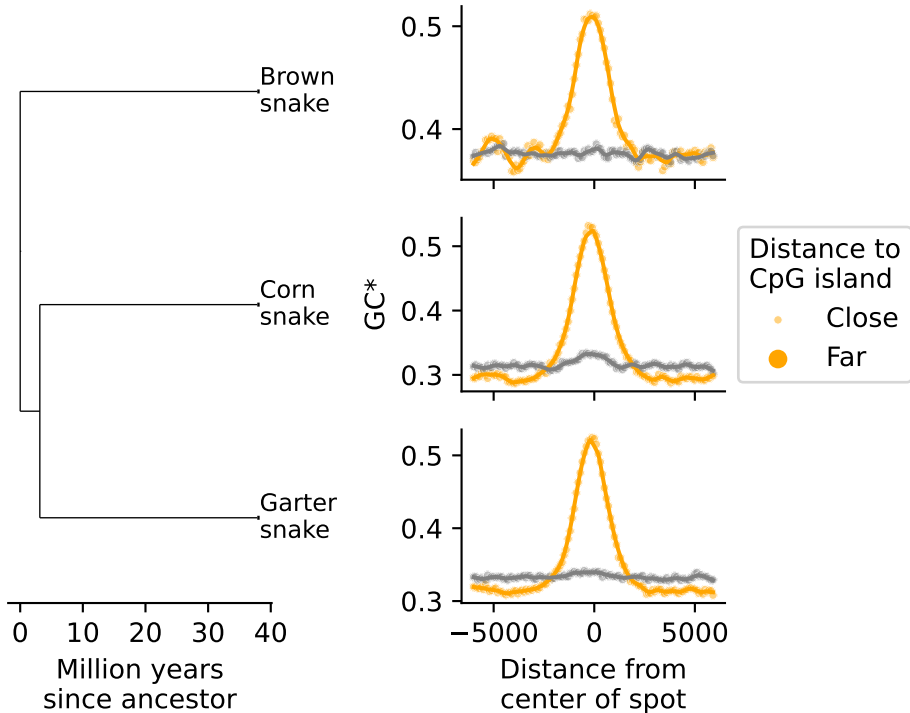 Brown
snake
Corn
snake
Garter
snake
0 10 20 30 40
Million years
since ancestor
GC*
0.5
0.4
0.5
0.4
0.3
0.5
0.4
0.3
−5000 0 5000
Distance from
center of spot
Distance to
CpG island
Close
Far